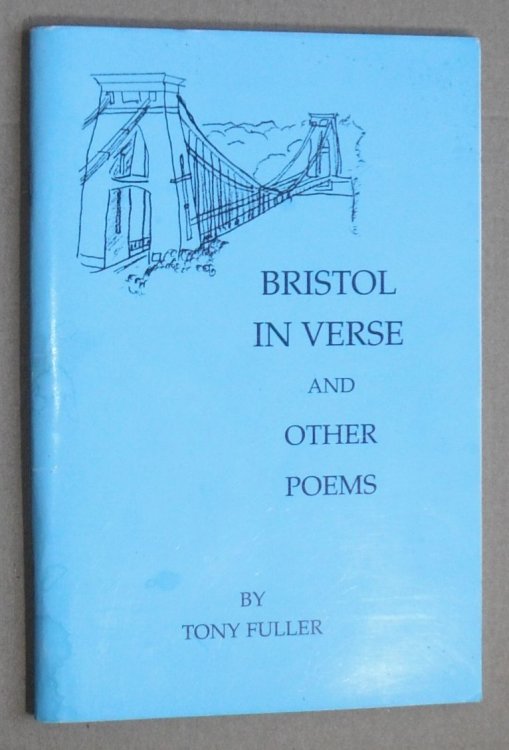 BRISTOL
IN VERSE
AND
OTHER
POEMS
BY
TONY FULLER